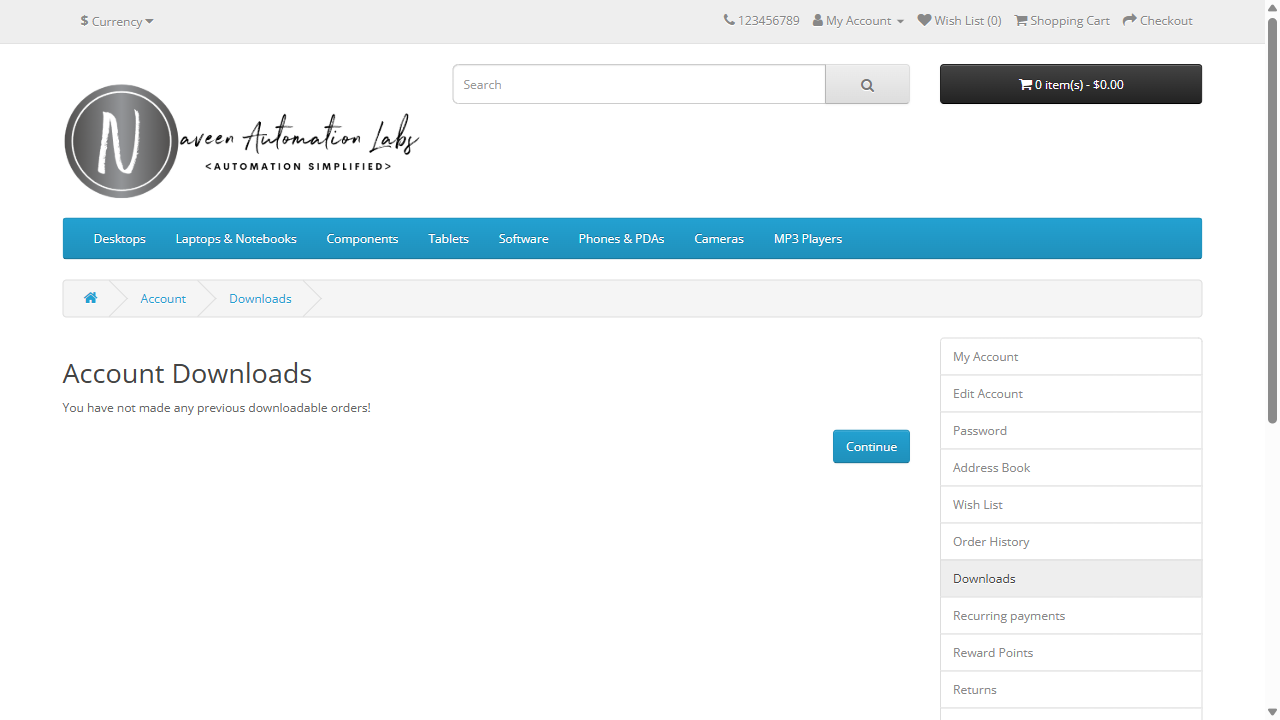 $ Currency
123456789
My Account
Wish List (0)
Shopping Cart
Checkout
Search
0 item(s) - $0.00
Naveen Automation Labs
<AUTOMATION SIMPLIFIED>
Desktops
Laptops & Notebooks
Components
Tablets
Software
Phones & PDAs
Cameras
MP3 Players
Account
Downloads
Account Downloads
You have not made any previous downloadable orders!
Continue
My Account
Edit Account
Password
Address Book
Wish List
Order History
Downloads
Recurring payments
Reward Points
Returns